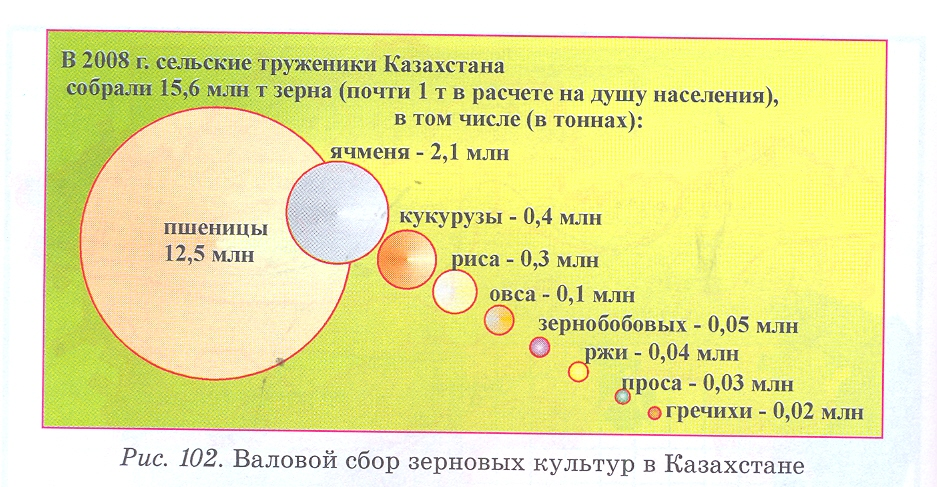 В 2008 г. сельские труженики Казахстана
собрали 15,6 млн т зерна (почти 1 т в расчете на душу населения),
в том числе (в тоннах):
ячменя - 2,1 млн
пшеницы
12,5 млн
кукурузы - 0,4 млн
риса - 0,3 млн
овса - 0,1 млн
зернобобовых - 0,05 млн
ржи - 0,04 млн
проса - 0,03 млн
гречихи - 0,02 млн
Рис. 102. Валовой сбор зерновых культур в Казахстане